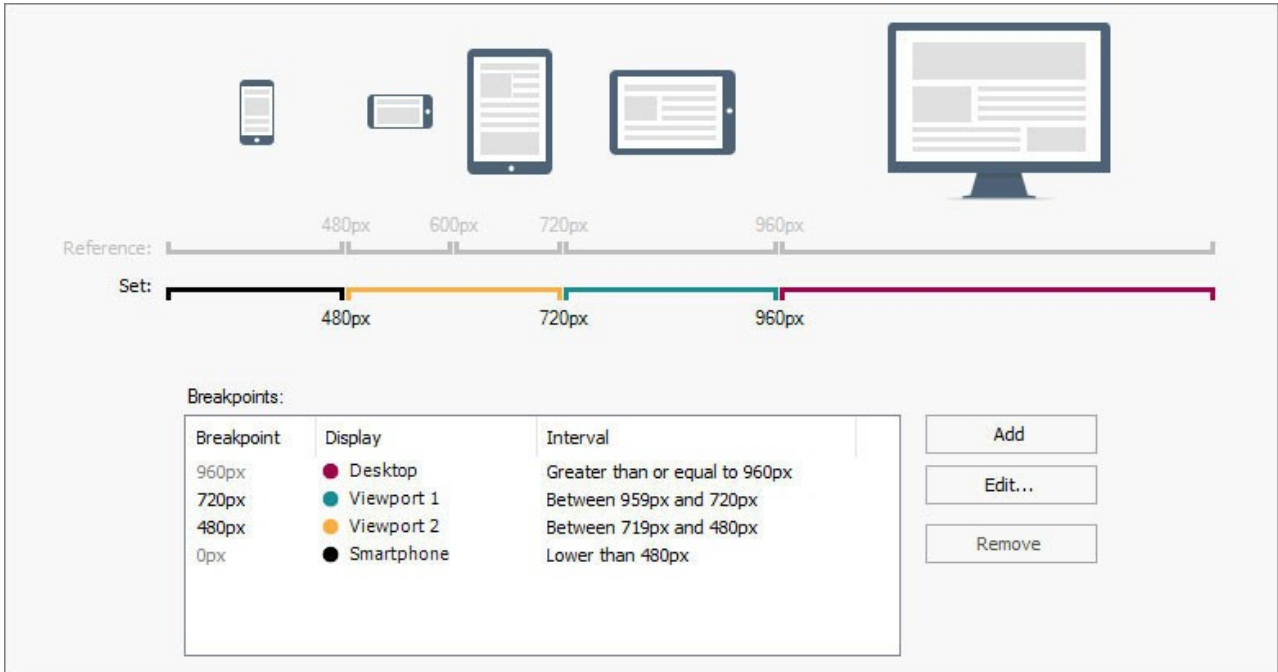 480px 600px 720px 960px
Reference:
Set:
480px 720px 960px
Breakpoints:
Breakpoint Display Interval
960px Desktop Greater than or equal to 960px
720px Viewport 1 Between 959px and 720px
480px Viewport 2 Between 719px and 480px
0px Smartphone Lower than 480px
Add
Edit...
Remove